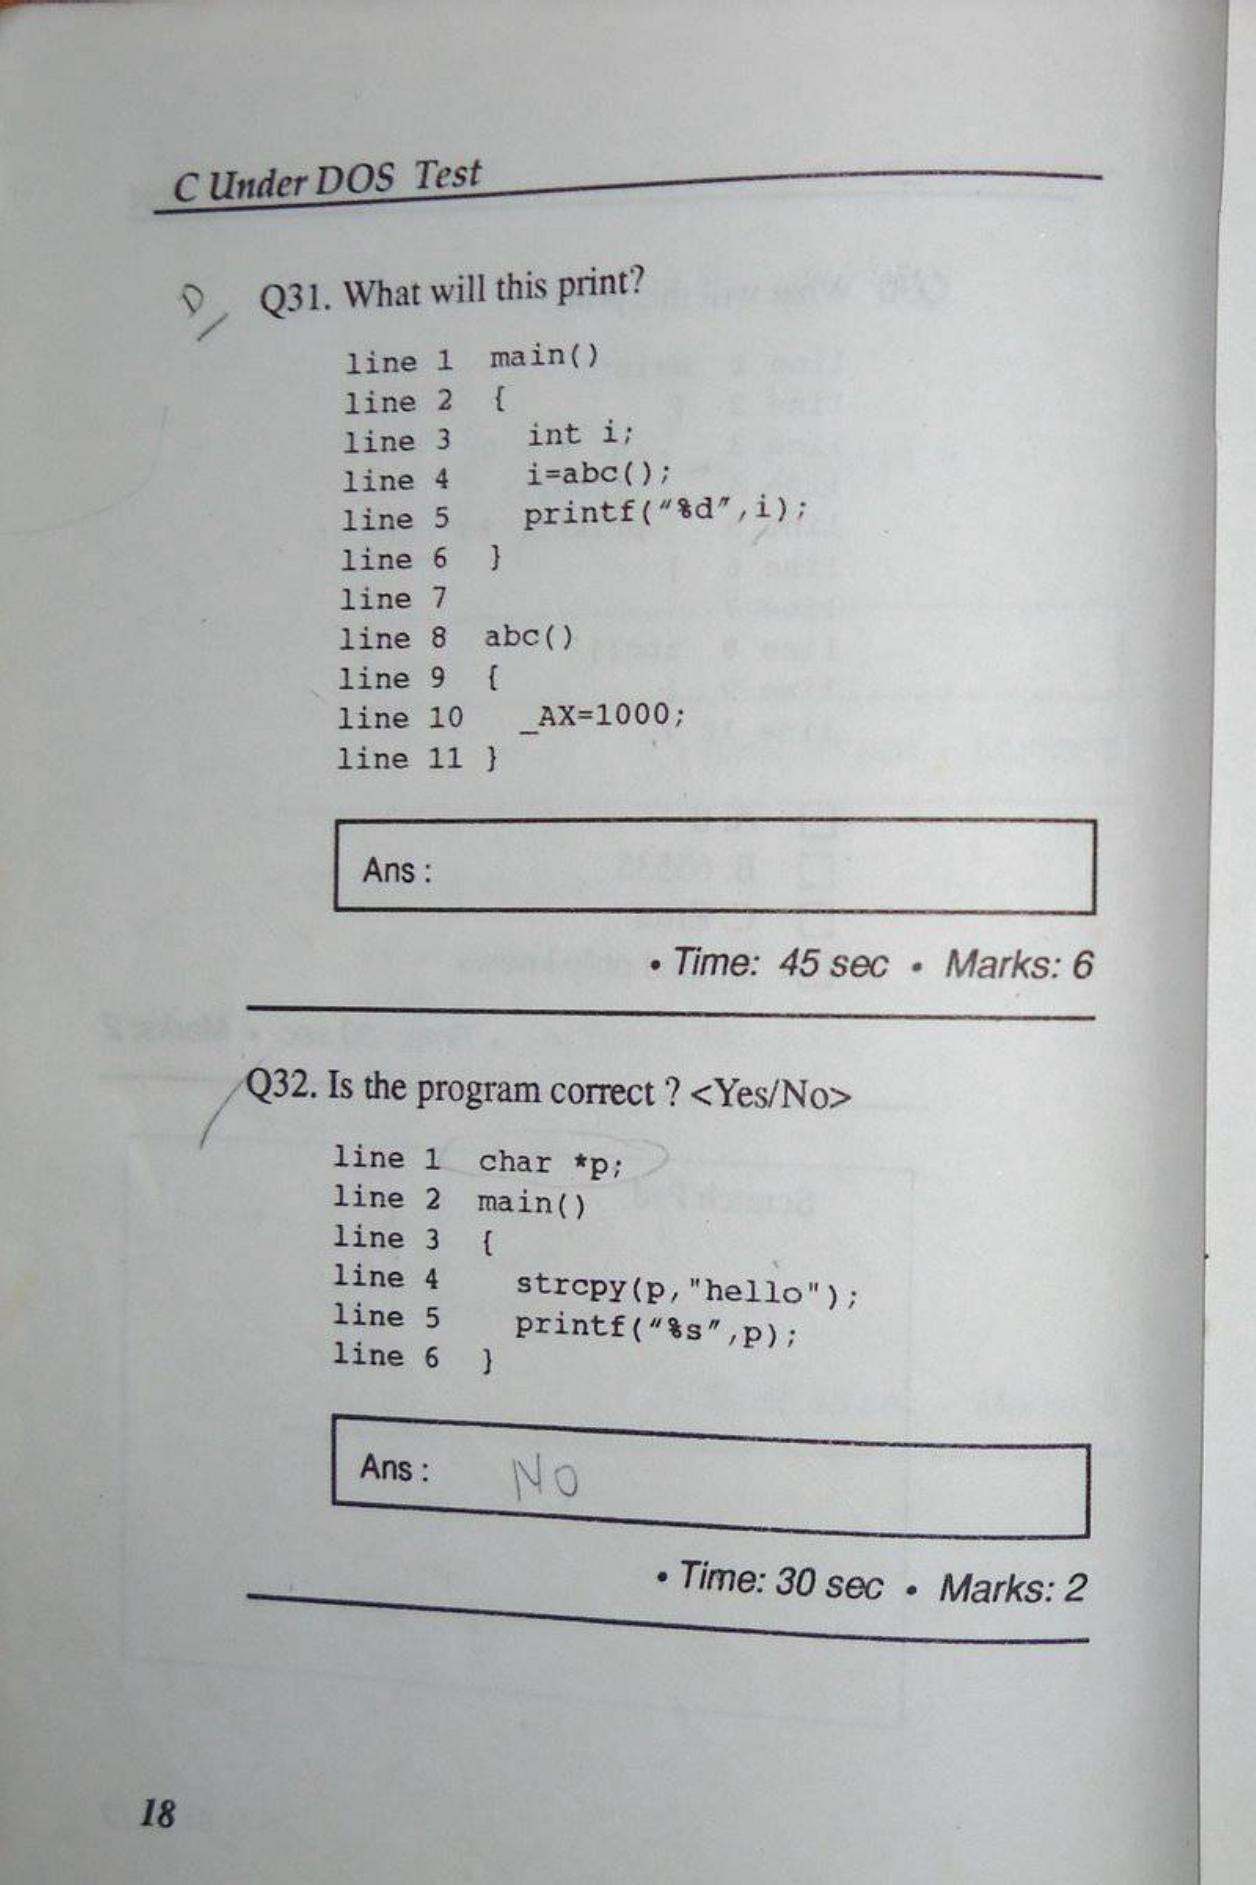 C Under DOS Test
D
Q31. What will this print?
line 1 main()
line 2 {
line 3 int i;
line 4 i=abc();
line 5 printf("%d",i);
line 6 }
line 7
line 8 abc()
line 9 {
line 10 _AX=1000;
line 11 }
Ans :
• Time: 45 sec • Marks: 6
Q32. Is the program correct ? <Yes/No>
line 1 char *p;
line 2 main()
line 3 {
line 4 strcpy(p,"hello");
line 5 printf("%s",p);
line 6 }
Ans : NO
• Time: 30 sec • Marks: 2
18